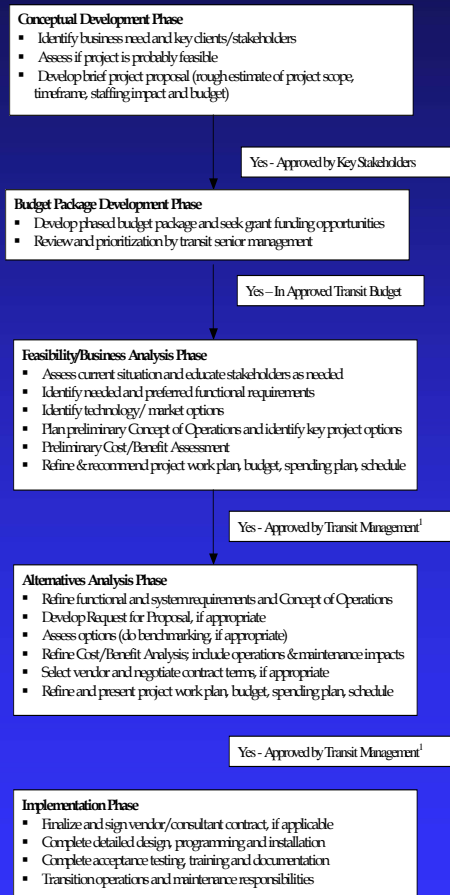 Conceptual Development Phase
▪ Identify business need and key clients/stakeholders
▪ Assess if project is probably feasible
▪ Develop brief project proposal (rough estimate of project scope,
timeframe, staffing impact and budget)
Yes - Approved by Key Stakeholders
Budget Package Development Phase
▪ Develop phased budget package and seek grant funding opportunities
▪ Review and prioritization by transit senior management
Yes – In Approved Transit Budget
Feasibility/Business Analysis Phase
▪ Assess current situation and educate stakeholders as needed
▪ Identify needed and preferred functional requirements
▪ Identify technology/ market options
▪ Plan preliminary Concept of Operations and identify key project options
▪ Preliminary Cost/Benefit Assessment
▪ Refine & recommend project work plan, budget, spending plan, schedule
Yes - Approved by Transit Management¹
Alternatives Analysis Phase
▪ Refine functional and system requirements and Concept of Operations
▪ Develop Request for Proposal, if appropriate
▪ Assess options (do benchmarking, if appropriate)
▪ Refine Cost/Benefit Analysis; include operations & maintenance impacts
▪ Select vendor and negotiate contract terms, if appropriate
▪ Refine and present project work plan, budget, spending plan, schedule
Yes - Approved by Transit Management¹
Implementation Phase
▪ Finalize and sign vendor/consultant contract, if applicable
▪ Complete detailed design, programming and installation
▪ Complete acceptance testing, training and documentation
▪ Transition operations and maintenance responsibilities